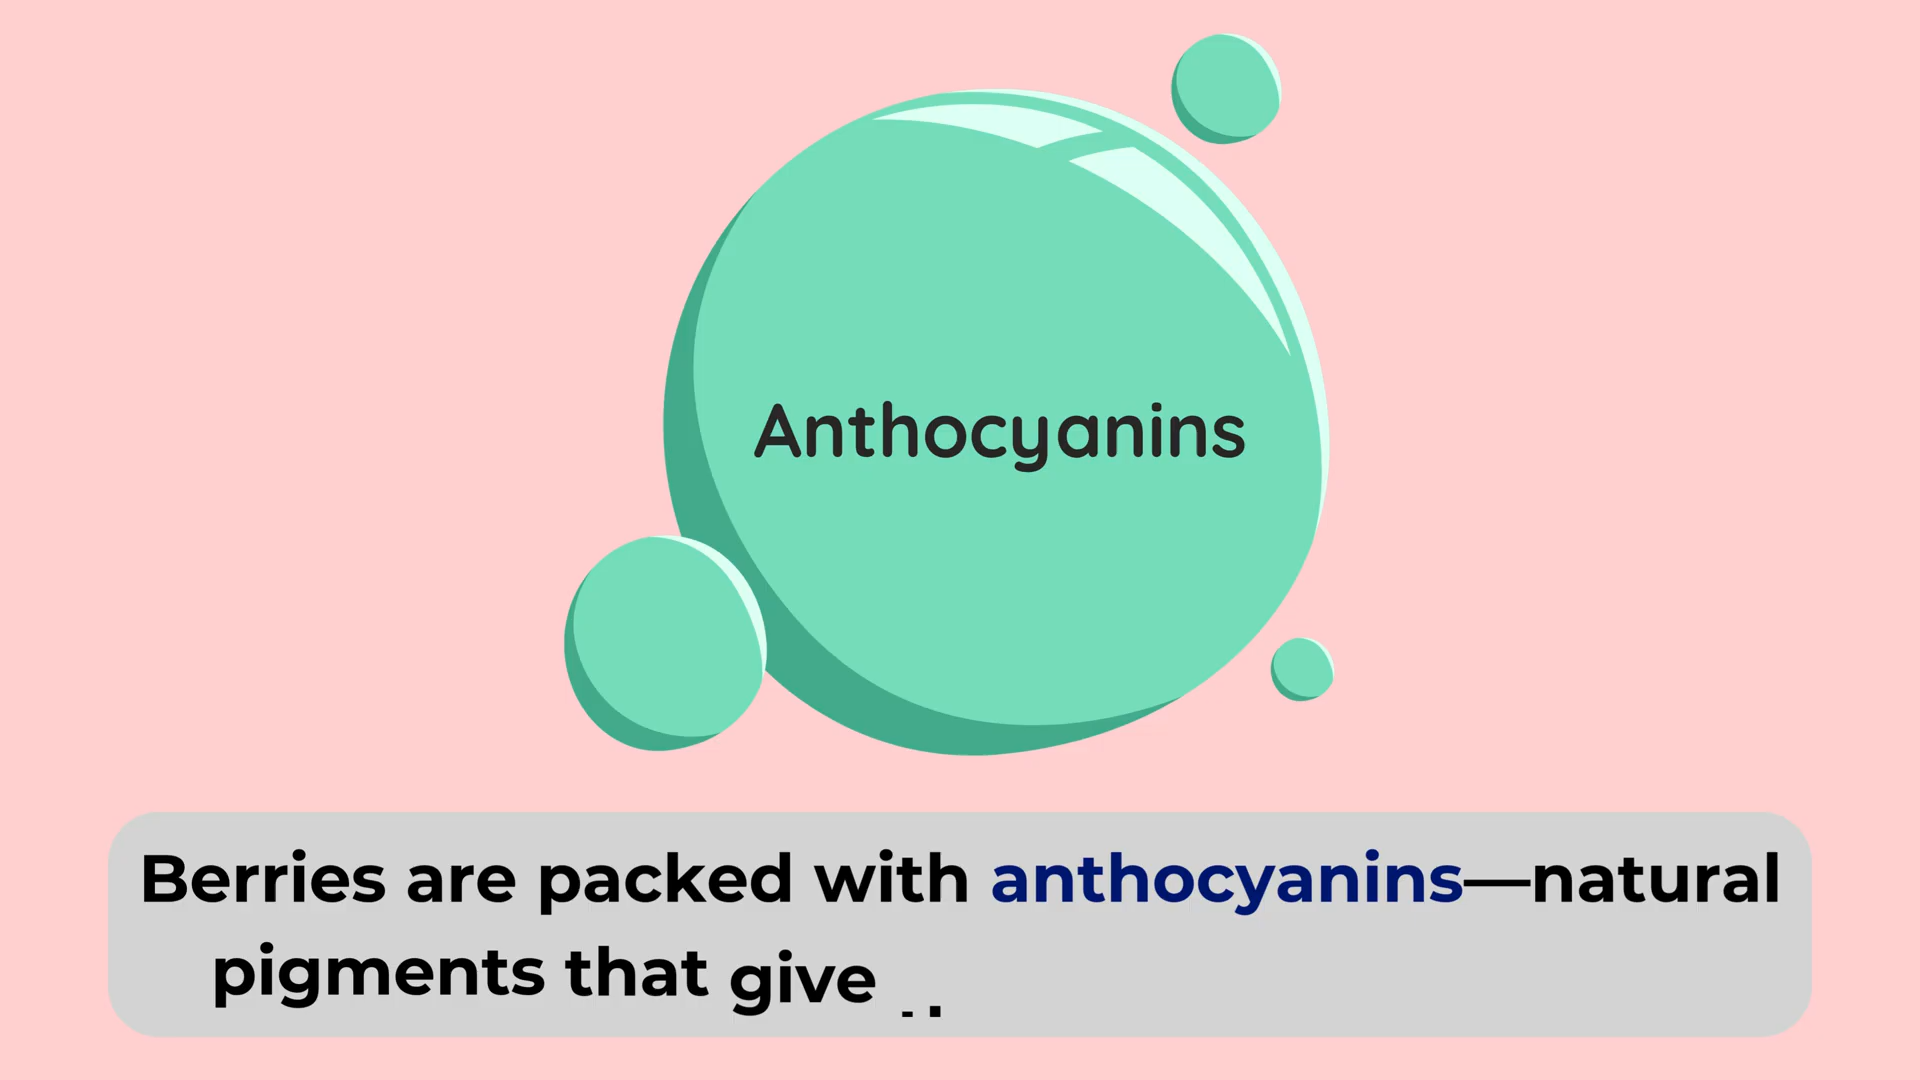 Anthocyanins
Berries are packed with anthocyanins—natural
pigments that give